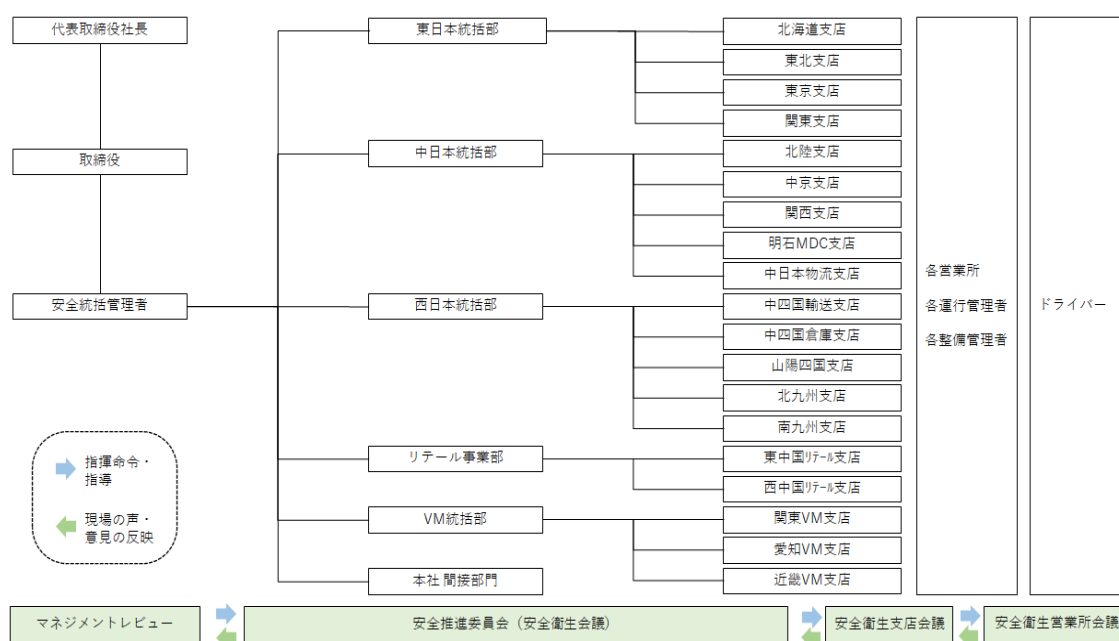 代表取締役社長
取締役
安全統括管理者
東日本統括部
中日本統括部
西日本統括部
リテール事業部
VM統括部
本社 間接部門
北海道支店
東北支店
東京支店
関東支店
北陸支店
中京支店
関西支店
明石MDC支店
中日本物流支店
中四国輸送支店
中四国倉庫支店
山陽四国支店
北九州支店
南九州支店
東中国ﾘﾃｰﾙ支店
西中国ﾘﾃｰﾙ支店
関東VM支店
愛知VM支店
近畿VM支店
各営業所
各運行管理者
各整備管理者
ドライバー
指揮命令・
指導
現場の声・
意見の反映
マネジメントレビュー
安全推進委員会（安全衛生会議）
安全衛生支店会議
安全衛生営業所会議